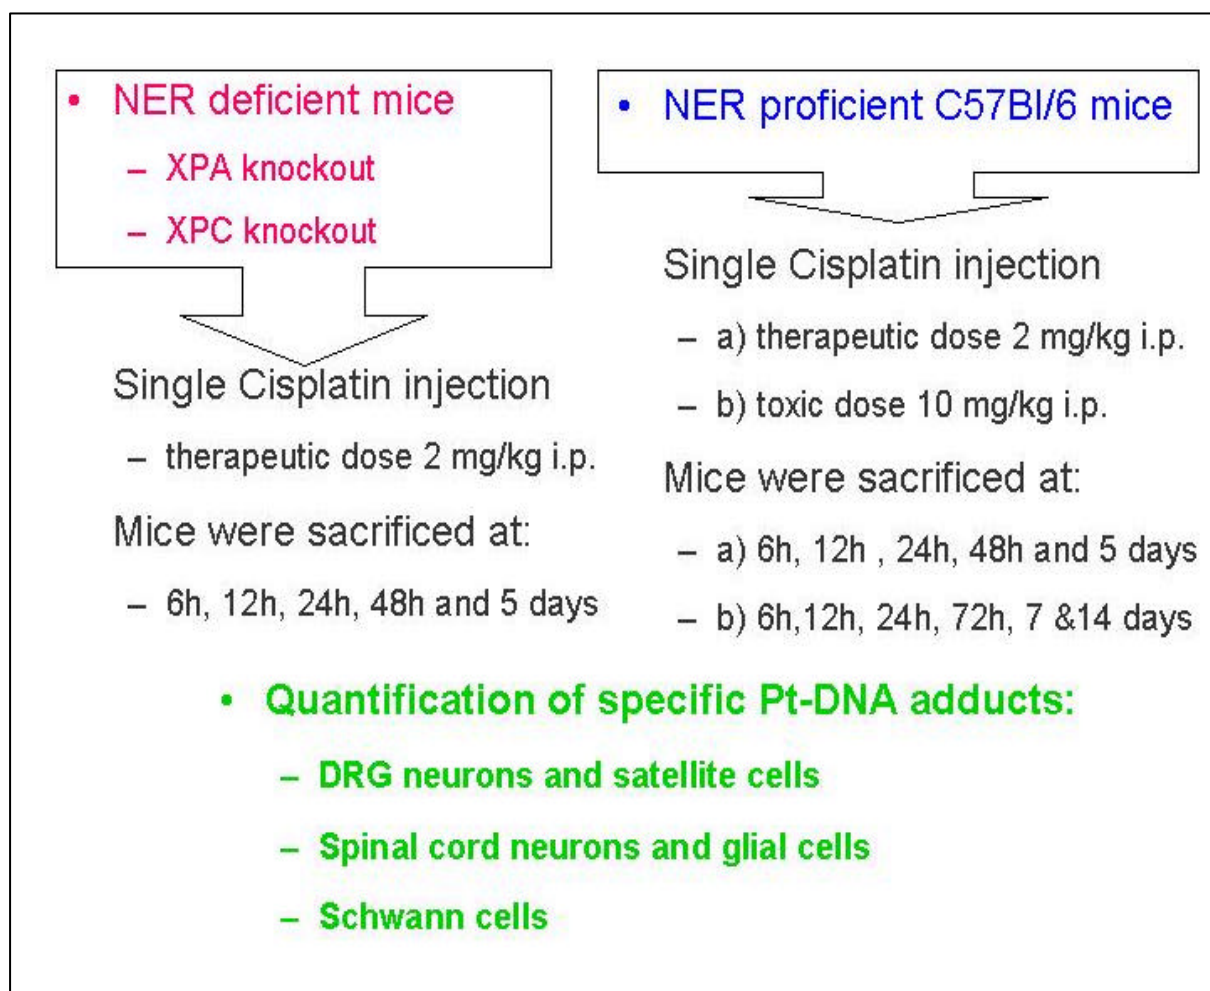 • NER deficient mice
– XPA knockout
– XPC knockout
Single Cisplatin injection
– therapeutic dose 2 mg/kg i.p.
Mice were sacrificed at:
– 6h, 12h, 24h, 48h and 5 days
• NER proficient C57Bl/6 mice
Single Cisplatin injection
– a) therapeutic dose 2 mg/kg i.p.
– b) toxic dose 10 mg/kg i.p.
Mice were sacrificed at:
– a) 6h, 12h , 24h, 48h and 5 days
– b) 6h,12h, 24h, 72h, 7 &14 days
• Quantification of specific Pt-DNA adducts:
– DRG neurons and satellite cells
– Spinal cord neurons and glial cells
– Schwann cells